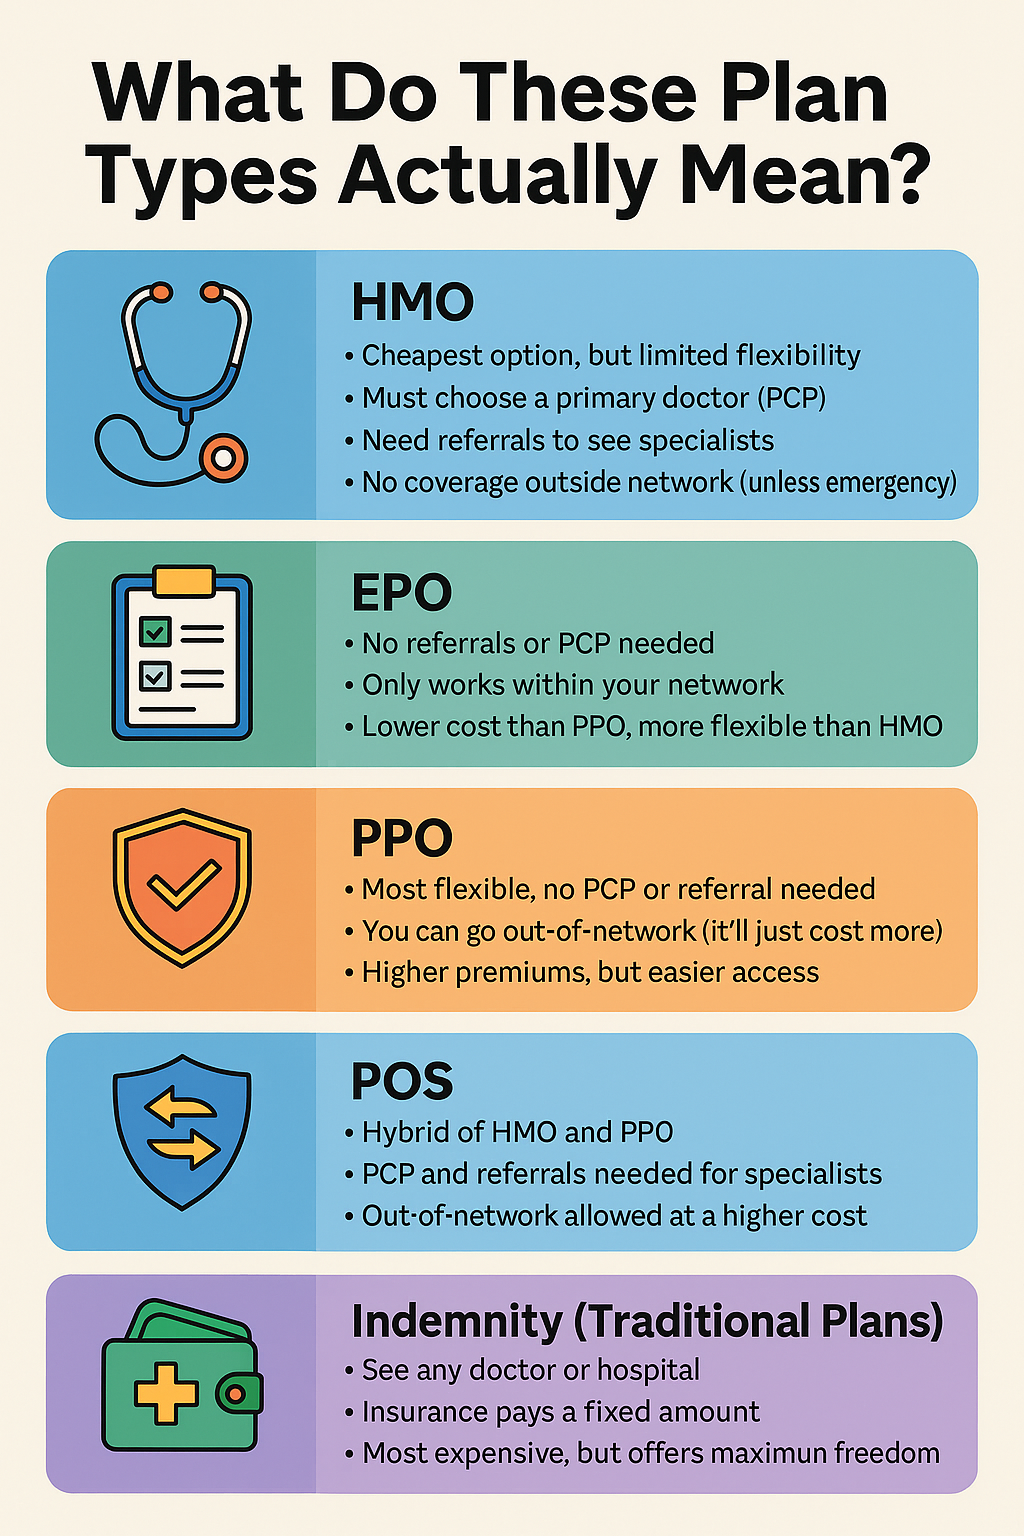 What Do These Plan
Types Actually Mean?
HMO
• Cheapest option, but limited flexibility
• Must choose a primary doctor (PCP)
• Need referrals to see specialists
• No coverage outside network (unless emergency)
EPO
• No referrals or PCP needed
• Only works within your network
• Lower cost than PPO, more flexible than HMO
PPO
• Most flexible, no PCP or referral needed
• You can go out-of-network (it'll just cost more)
• Higher premiums, but easier access
POS
• Hybrid of HMO and PPO
• PCP and referrals needed for specialists
• Out-of-network allowed at a higher cost
Indemnity (Traditional Plans)
• See any doctor or hospital
• Insurance pays a fixed amount
• Most expensive, but offers maximun freedom